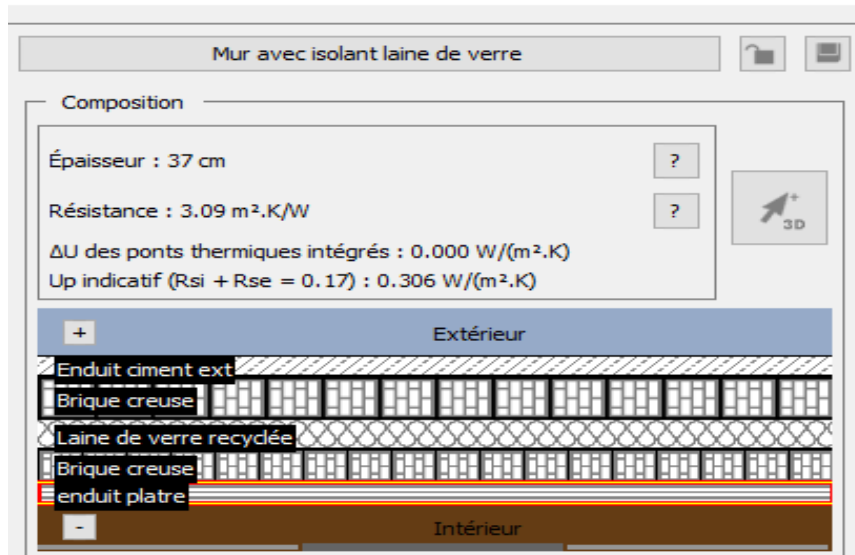 Mur avec isolant laine de verre
Composition
Épaisseur : 37 cm
?
Résistance : 3.09 m².K/W
?
+
3D
ΔU des ponts thermiques intégrés : 0.000 W/(m².K)
Up indicatif (Rsi + Rse = 0.17) : 0.306 W/(m².K)
+
Extérieur
Enduit ciment ext
Brique creuse
Laine de verre recyclée
Brique creuse
enduit platre
-
Intérieur